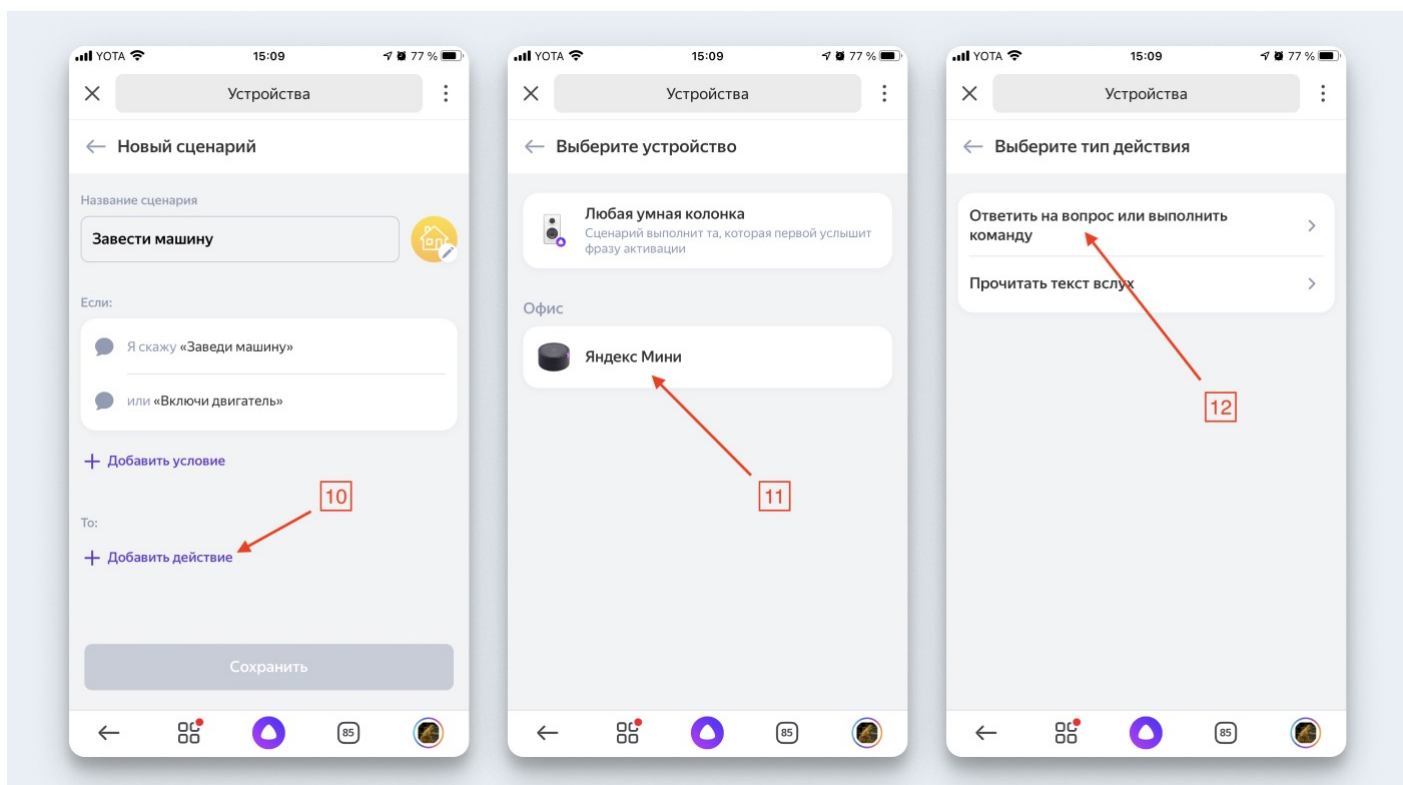 YOTA 15:09 77 %
Устройства
Новый сценарий
Название сценария
Завести машину
Если:
Я скажу «Заведи машину»
или «Включи двигатель»
+ Добавить условие
10
То:
+ Добавить действие
Сохранить
85
YOTA 15:09 77 %
Устройства
Выберите устройство
Любая умная колонка
Сценарий выполнит та, которая первой услышит
фразу активации
Офис
Яндекс Мини
11
85
YOTA 15:09 77 %
Устройства
Выберите тип действия
Ответить на вопрос или выполнить
команду
Прочитать текст вслух
12
85